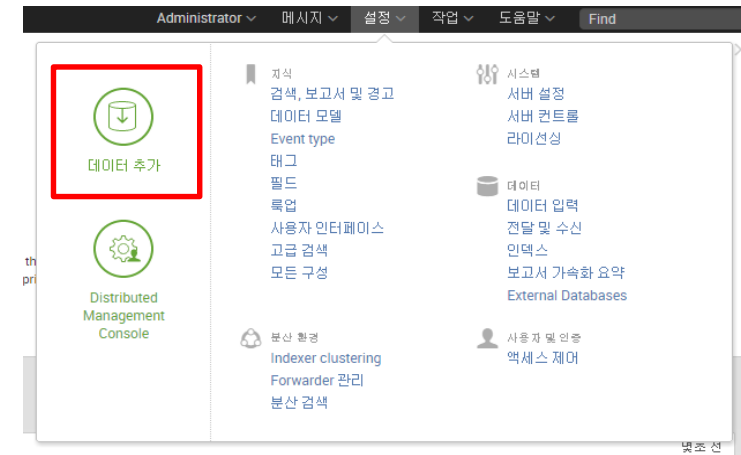 Administrator 메시지 설정 작업 도움말 Find
데이터 추가
Distributed
Management
Console
지식
검색, 보고서 및 경고
데이터 모델
Event type
태그
필드
룩업
사용자 인터페이스
고급 검색
모든 구성
분산 환경
Indexer clustering
Forwarder 관리
분산 검색
시스템
서버 설정
서버 컨트롤
라이선싱
데이터
데이터 입력
전달 및 수신
인덱스
보고서 가속화 요약
External Databases
사용자 및 인증
액세스 제어
th
pri
몇초 전